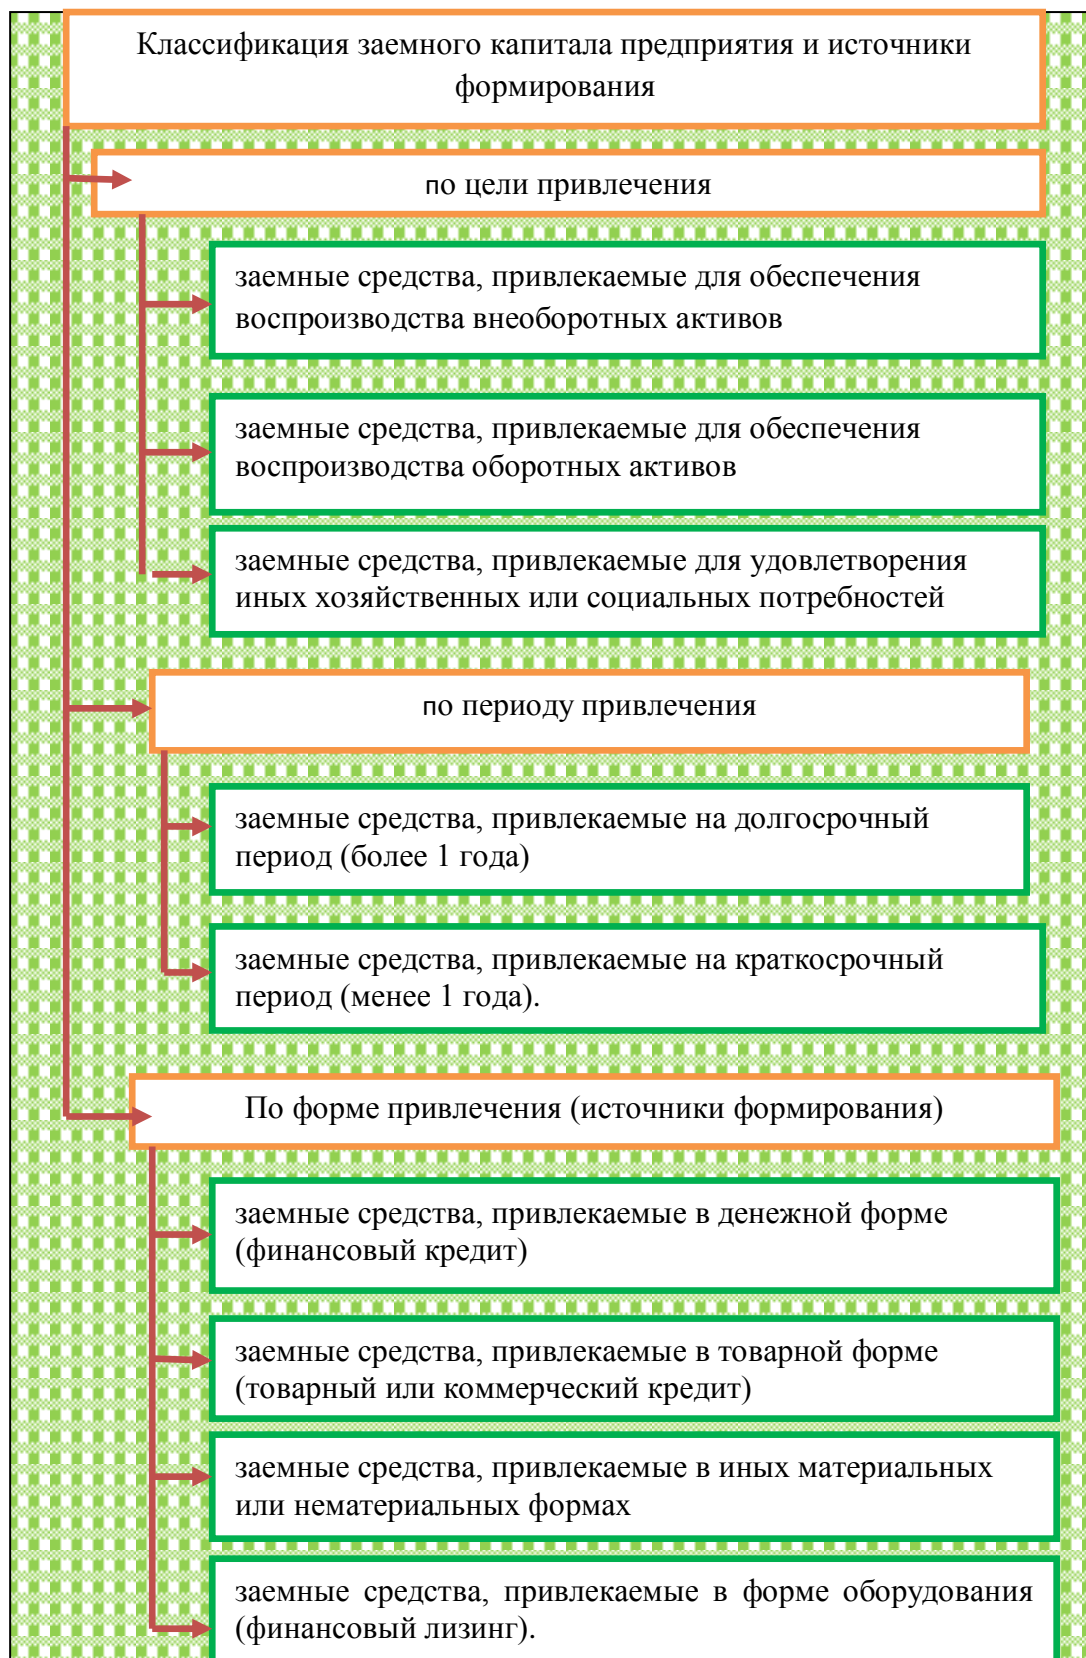 Классификация заемного капитала предприятия и источники
формирования
по цели привлечения
заемные средства, привлекаемые для обеспечения
воспроизводства внеоборотных активов
заемные средства, привлекаемые для обеспечения
воспроизводства оборотных активов
заемные средства, привлекаемые для удовлетворения
иных хозяйственных или социальных потребностей
по периоду привлечения
заемные средства, привлекаемые на долгосрочный
период (более 1 года)
заемные средства, привлекаемые на краткосрочный
период (менее 1 года).
По форме привлечения (источники формирования)
заемные средства, привлекаемые в денежной форме
(финансовый кредит)
заемные средства, привлекаемые в товарной форме
(товарный или коммерческий кредит)
заемные средства, привлекаемые в иных материальных
или нематериальных формах
заемные средства, привлекаемые в форме оборудования
(финансовый лизинг).